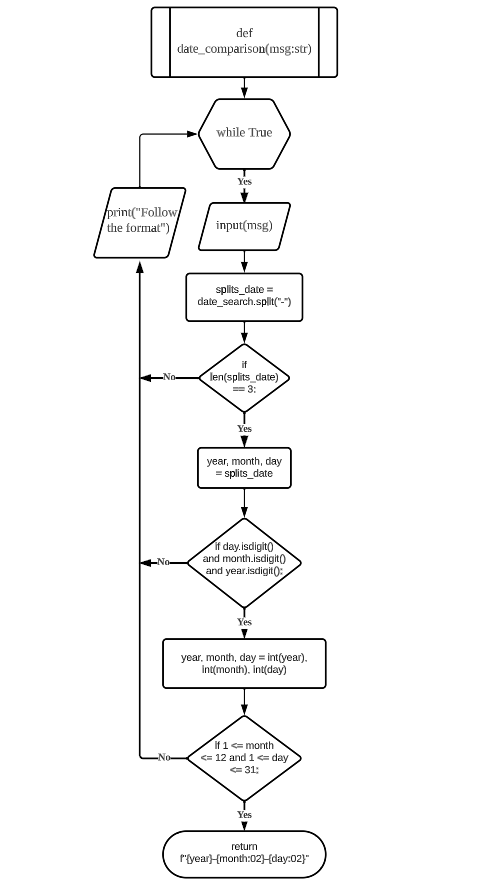 def
date_comparison(msg:str)
while True
Yes
print("Follow
the format")
input(msg)
splits_date =
date_search.split("-")
if
len(splits_date)
== 3:
No
Yes
year, month, day
= splits_date
if day.isdigit()
and month.isdigit()
and year.isdigit():
No
Yes
year, month, day = int(year),
int(month), int(day)
if 1 <= month
<= 12 and 1 <= day
<= 31:
No
Yes
return
f"{year}-{month:02}-{day:02}"